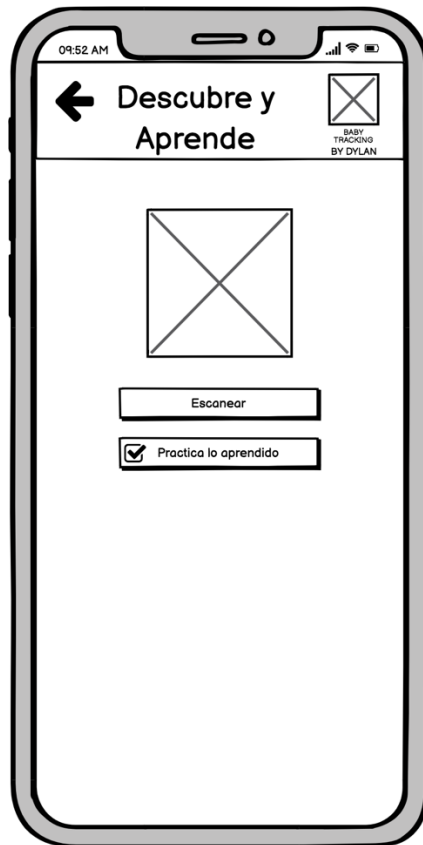 09:52 AM
Descubre y
Aprende
BABY
TRACKING
BY DYLAN
Escanear
Practica lo aprendido